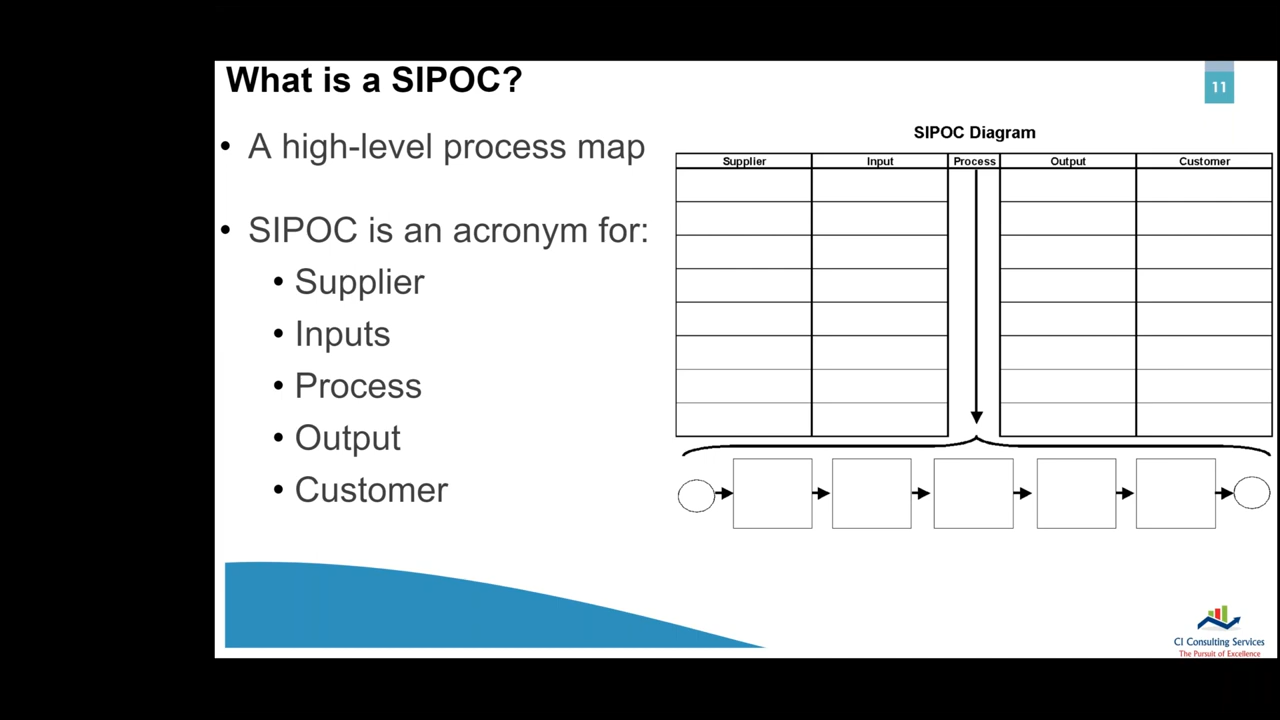 What is a SIPOC?
11
• A high-level process map
• SIPOC is an acronym for:
• Supplier
• Inputs
• Process
• Output
• Customer
SIPOC Diagram
Supplier Input Process Output Customer
CI Consulting Services
The Pursuit of Excellence